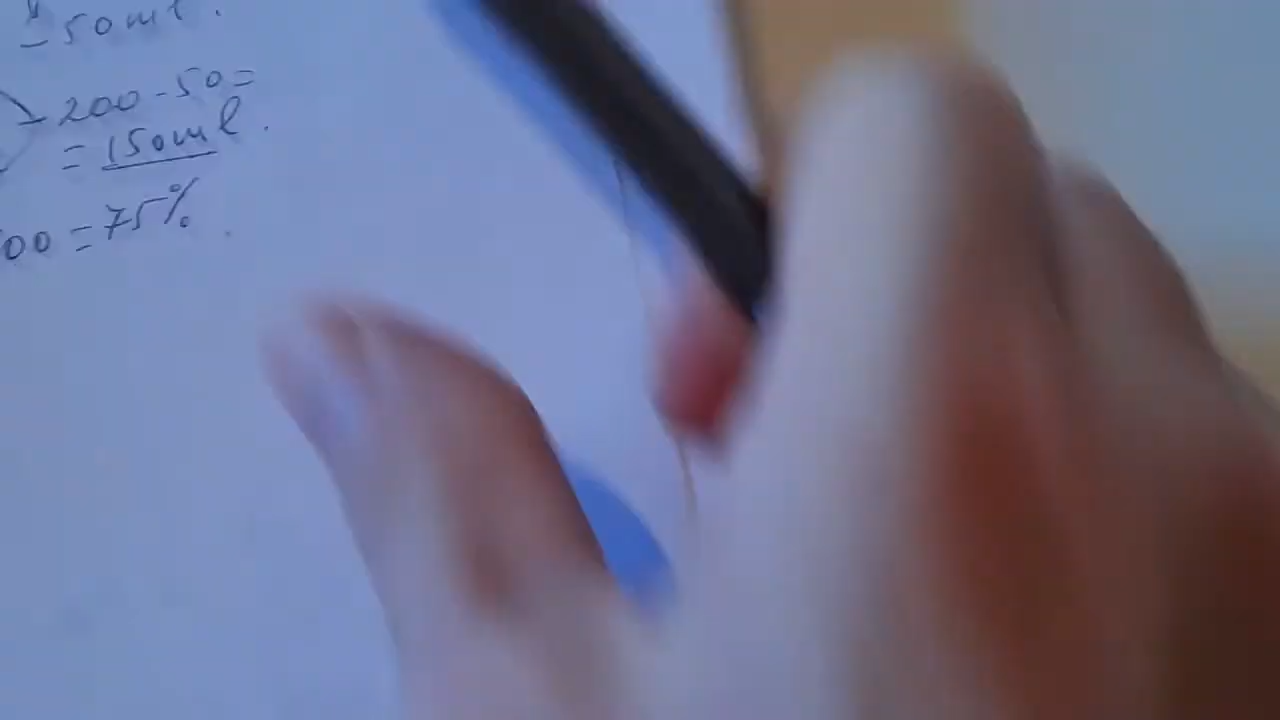 = 50ml.
- 200 - 50 =
= 150ml.
00 = 75%.